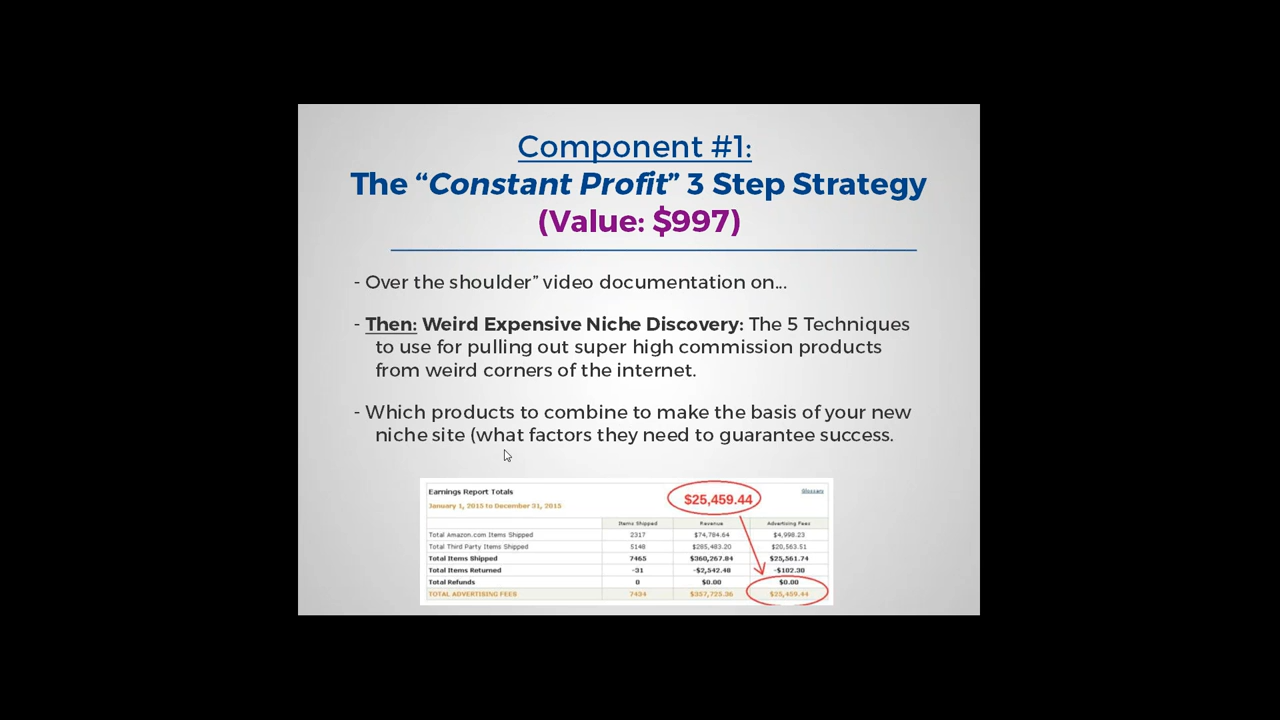 Component #1:
The “Constant Profit” 3 Step Strategy
(Value: $997)
- Over the shoulder” video documentation on...
- Then: Weird Expensive Niche Discovery: The 5 Techniques
to use for pulling out super high commission products
from weird corners of the internet.
- Which products to combine to make the basis of your new
niche site (what factors they need to guarantee success.
Earnings Report Totals $25,459.44 Glossary
January 1, 2015 to December 31, 2015
Items Shipped Revenue Advertising Fees
Total Amazon.com Items Shipped 2317 $74,784.64 $4,998.23
Total Third Party Items Shipped 5148 $285,483.20 $20,563.51
Total Items Shipped 7465 $360,267.84 $25,561.74
Total Items Returned -31 -$2,542.48 -$102.30
Total Refunds 0 $0.00 $0.00
TOTAL ADVERTISING FEES 7434 $357,725.36 $25,459.44